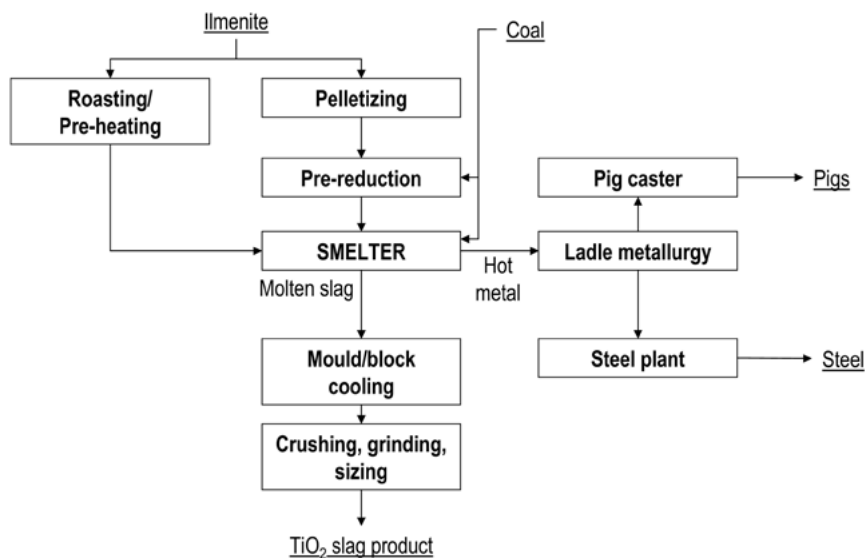 Ilmenite
Coal
Roasting/
Pre-heating
Pelletizing
Pre-reduction
Pig caster
Pigs
SMELTER
Hot
metal
Ladle metallurgy
Molten slag
Mould/block
cooling
Steel plant
Steel
Crushing, grinding,
sizing
TiO₂ slag product